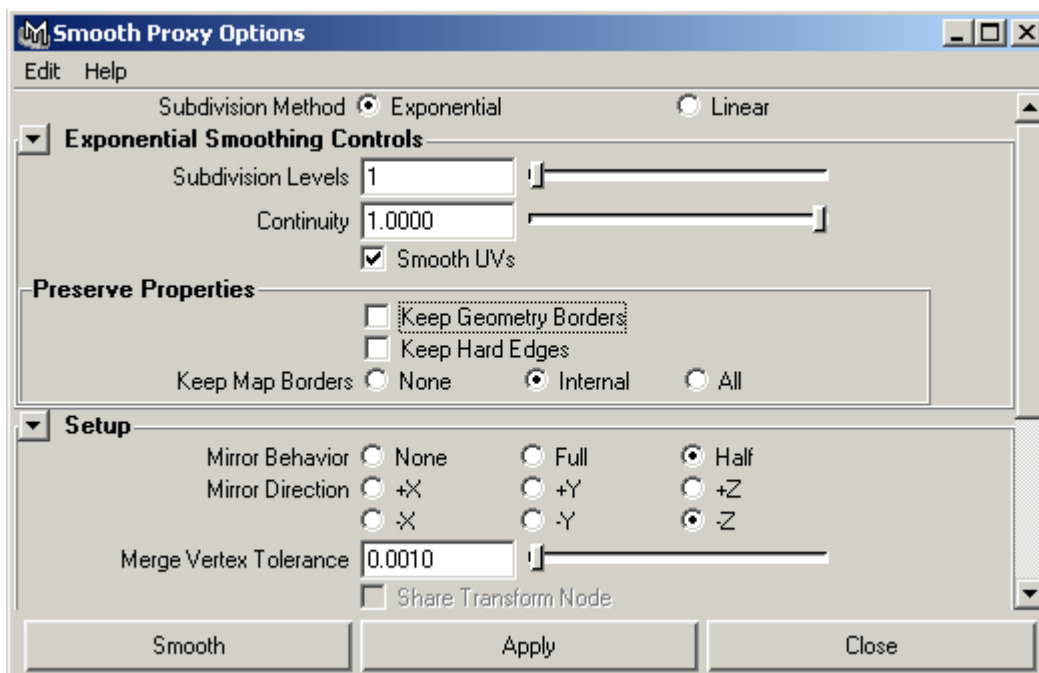 Smooth Proxy Options
Edit Help
Subdivision Method Exponential Linear
Exponential Smoothing Controls
Subdivision Levels 1
Continuity 1.0000
Smooth UVs
Preserve Properties
Keep Geometry Borders
Keep Hard Edges
Keep Map Borders None Internal All
Setup
Mirror Behavior None Full Half
Mirror Direction +X +Y +Z
-X -Y -Z
Merge Vertex Tolerance 0.0010
Share Transform Node
Smooth Apply Close